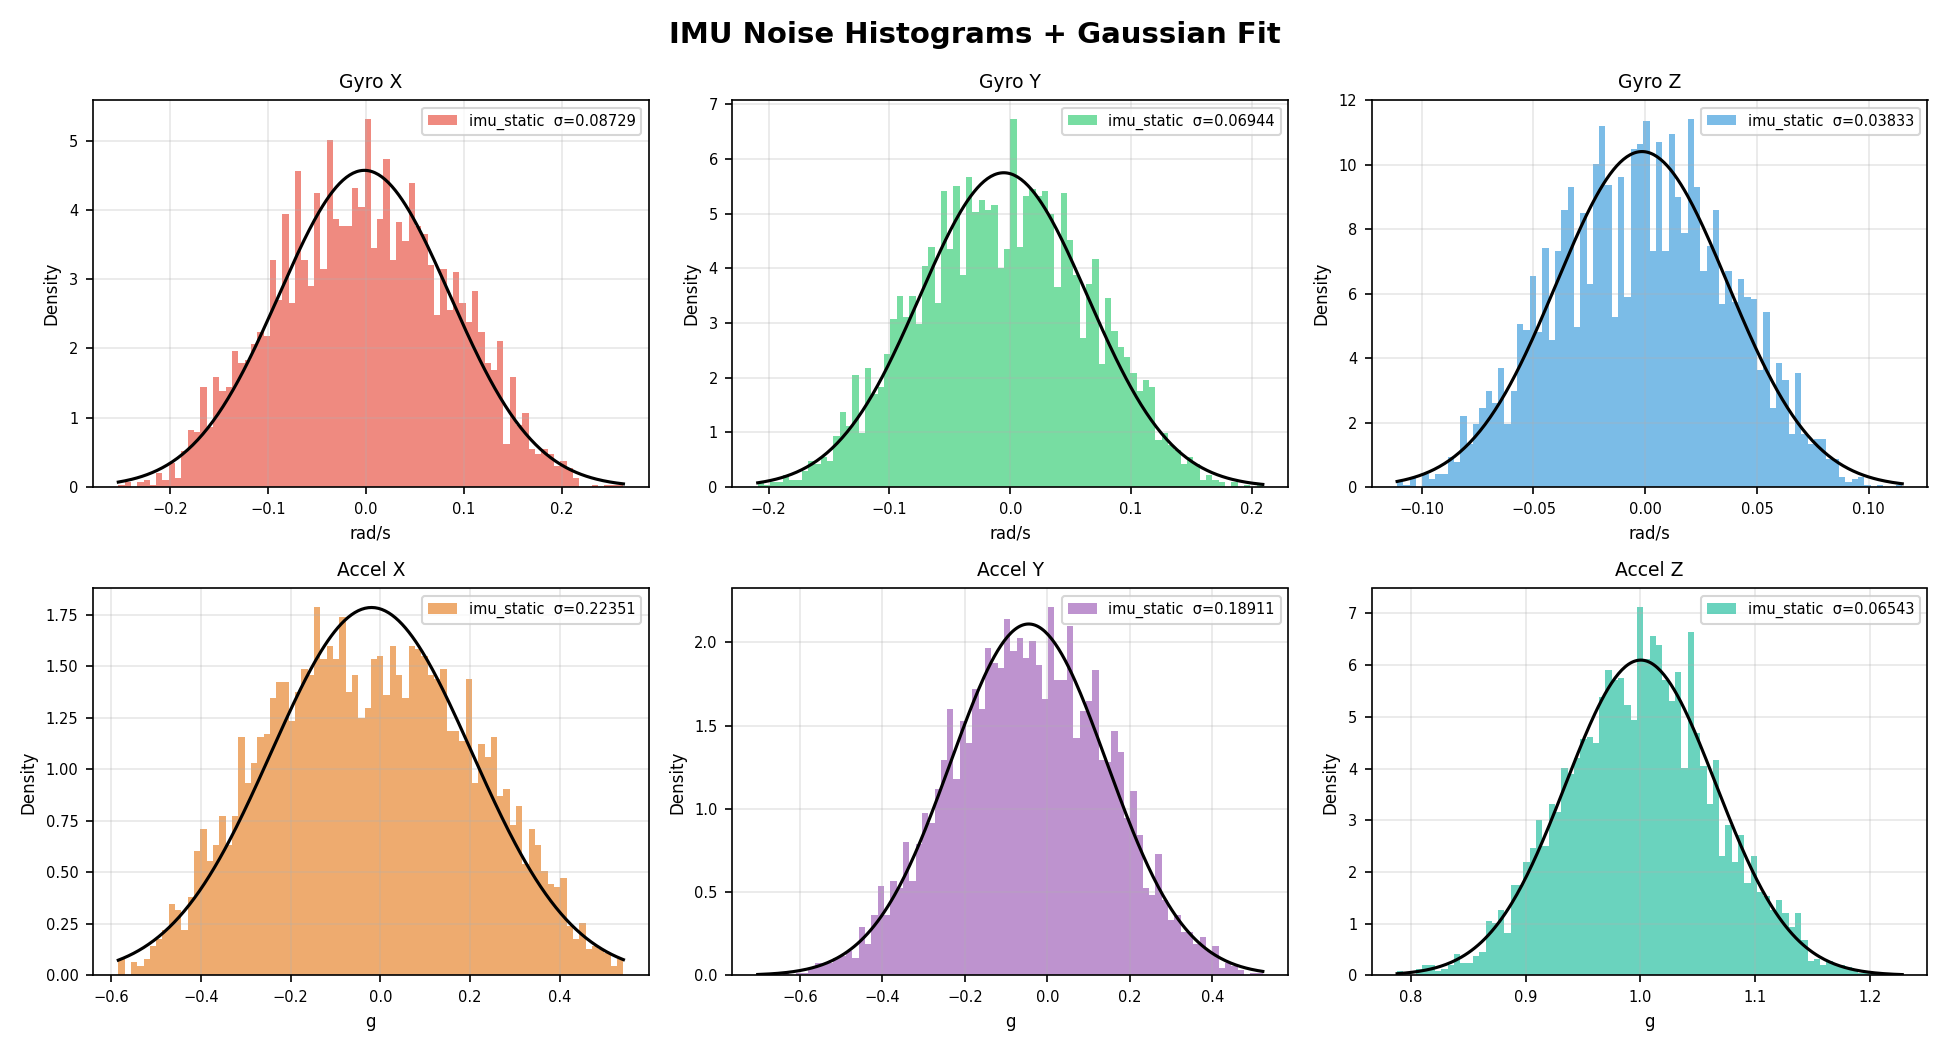 IMU Noise Histograms + Gaussian Fit
Gyro X
imu_static σ=0.08729
Density
5
4
3
2
1
0
−0.2
−0.1
0.0
0.1
0.2
rad/s
Gyro Y
imu_static σ=0.06944
Density
7
6
5
4
3
2
1
0
−0.2
−0.1
0.0
0.1
0.2
rad/s
Gyro Z
imu_static σ=0.03833
Density
12
10
8
6
4
2
0
−0.10
−0.05
0.00
0.05
0.10
rad/s
Accel X
imu_static σ=0.22351
Density
1.75
1.50
1.25
1.00
0.75
0.50
0.25
0.00
−0.6
−0.4
−0.2
0.0
0.2
0.4
g
Accel Y
imu_static σ=0.18911
Density
2.0
1.5
1.0
0.5
0.0
−0.6
−0.4
−0.2
0.0
0.2
0.4
g
Accel Z
imu_static σ=0.06543
Density
7
6
5
4
3
2
1
0
0.8
0.9
1.0
1.1
1.2
g